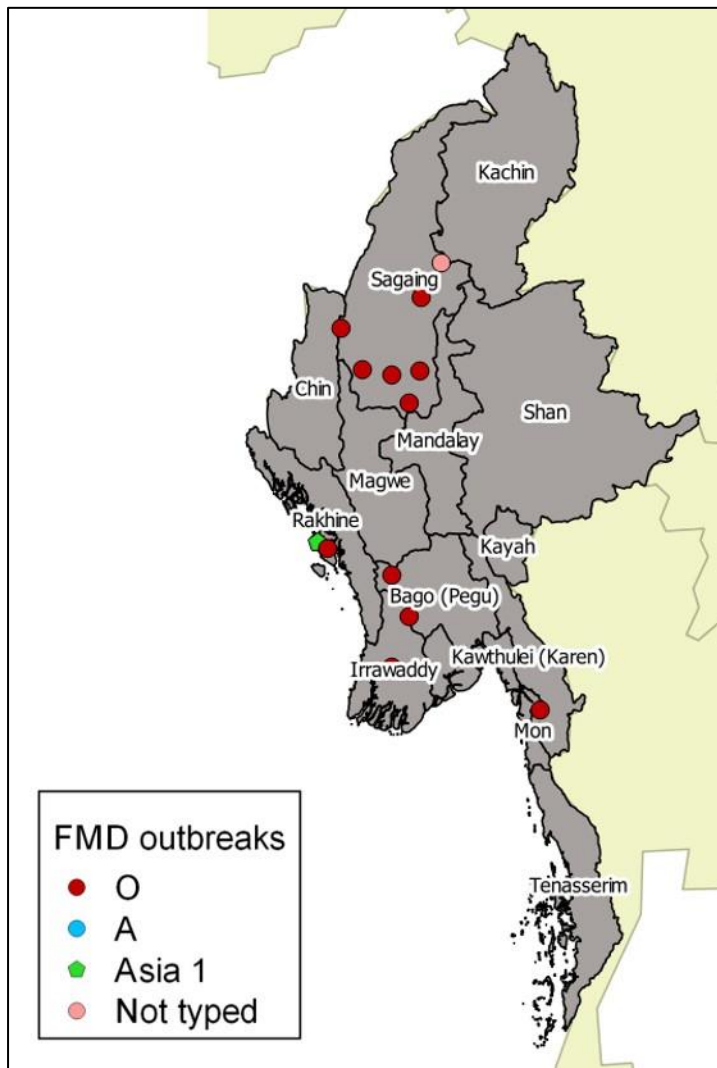 Kachin
Sagaing
Chin
Shan
Mandalay
Magwe
Rakhine
Kayah
Bago (Pegu)
Kawthulei (Karen)
Irrawaddy
Mon
Tenasserim
FMD outbreaks
O
A
Asia 1
Not typed